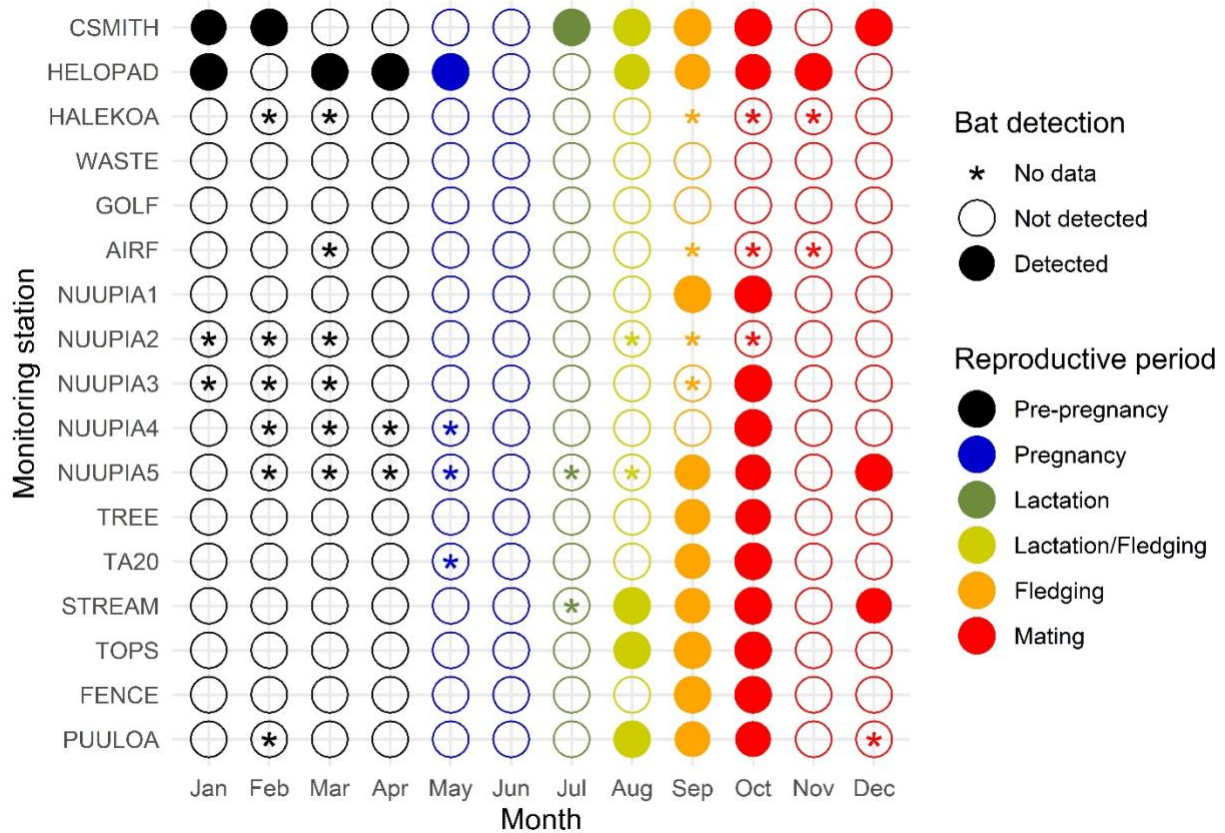 CSMITH
HELOPAD
HALEKOA
WASTE
GOLF
AIRF
NUUPIA1
NUUPIA2
NUUPIA3
NUUPIA4
NUUPIA5
TREE
TA20
STREAM
TOPS
FENCE
PUULOA
Monitoring station
Jan Feb Mar Apr May Jun Jul Aug Sep Oct Nov Dec
Month
Bat detection
* No data
Not detected
Detected
Reproductive period
Pre-pregnancy
Pregnancy
Lactation
Lactation/Fledging
Fledging
Mating